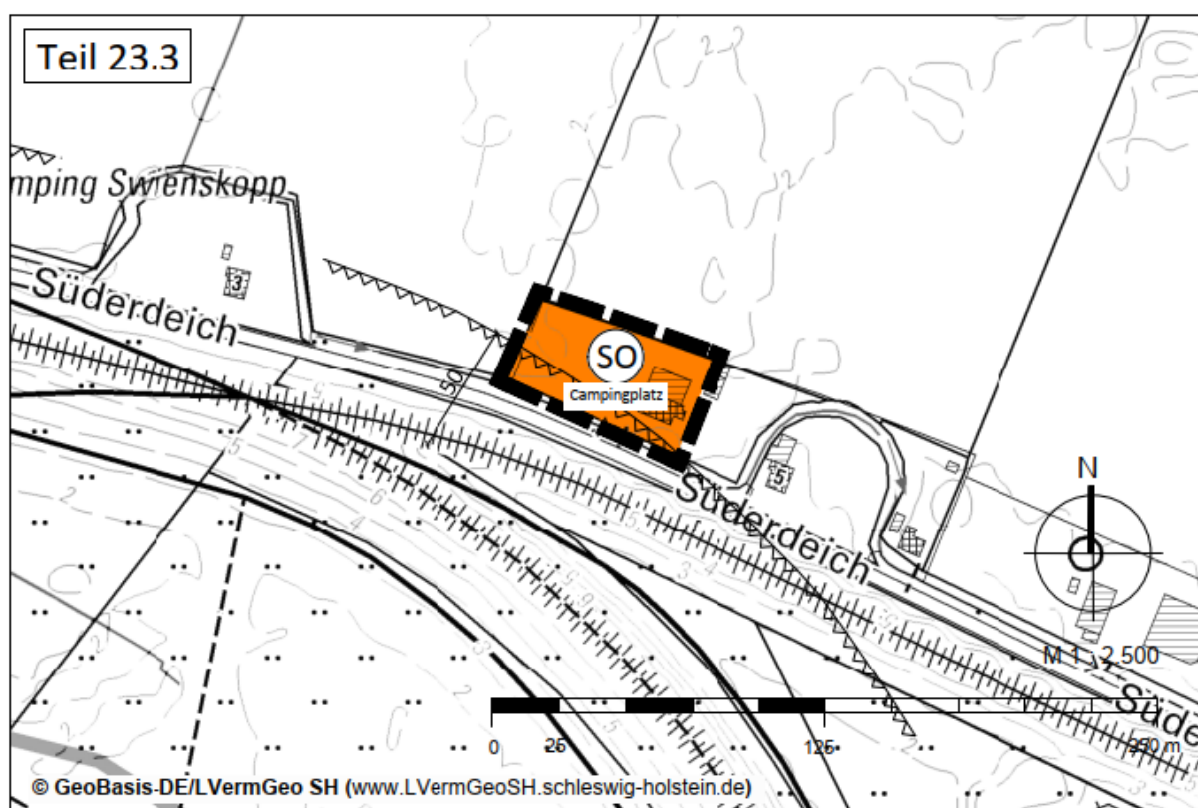 Teil 23.3
mping Swienskopp
3
Süderdeich
50
SO
Campingplatz
5
Süderdeich
N
M 1 : 2.500
Süde
0 25 125 250 m
© GeoBasis-DE/LVermGeo SH (www.LVermGeoSH.schleswig-holstein.de)